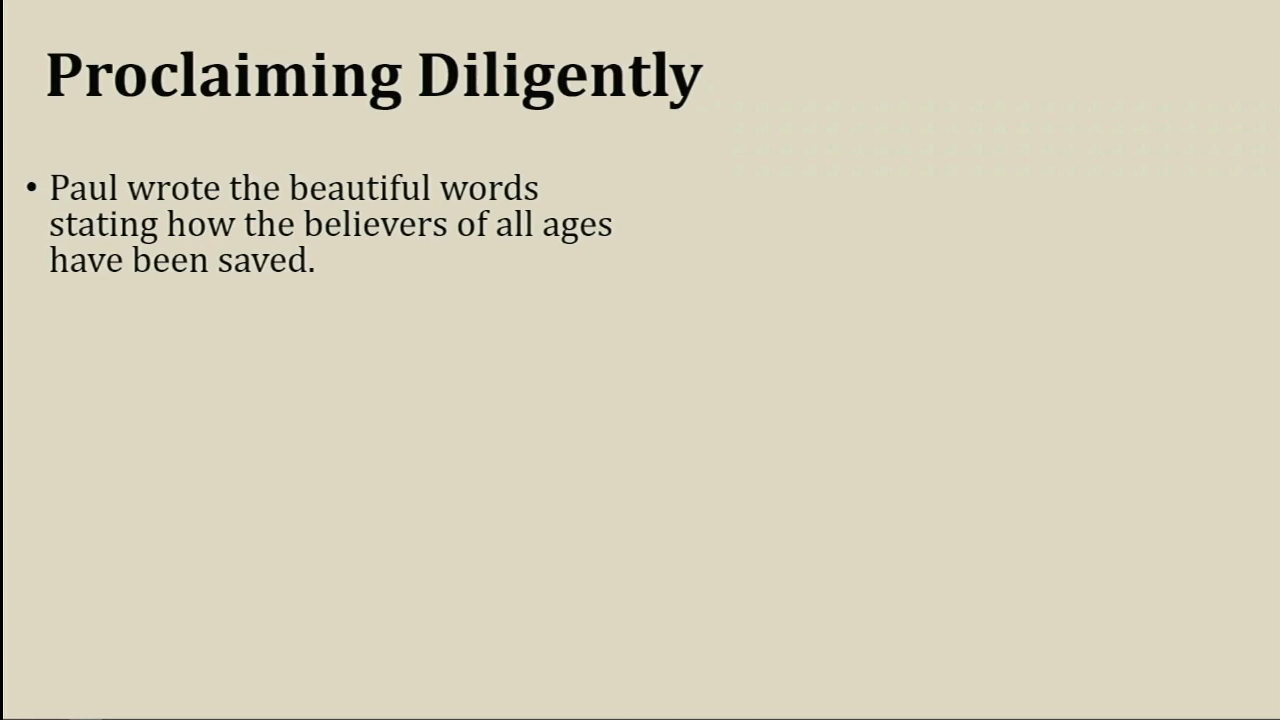 Proclaiming Diligently
• Paul wrote the beautiful words
stating how the believers of all ages
have been saved.